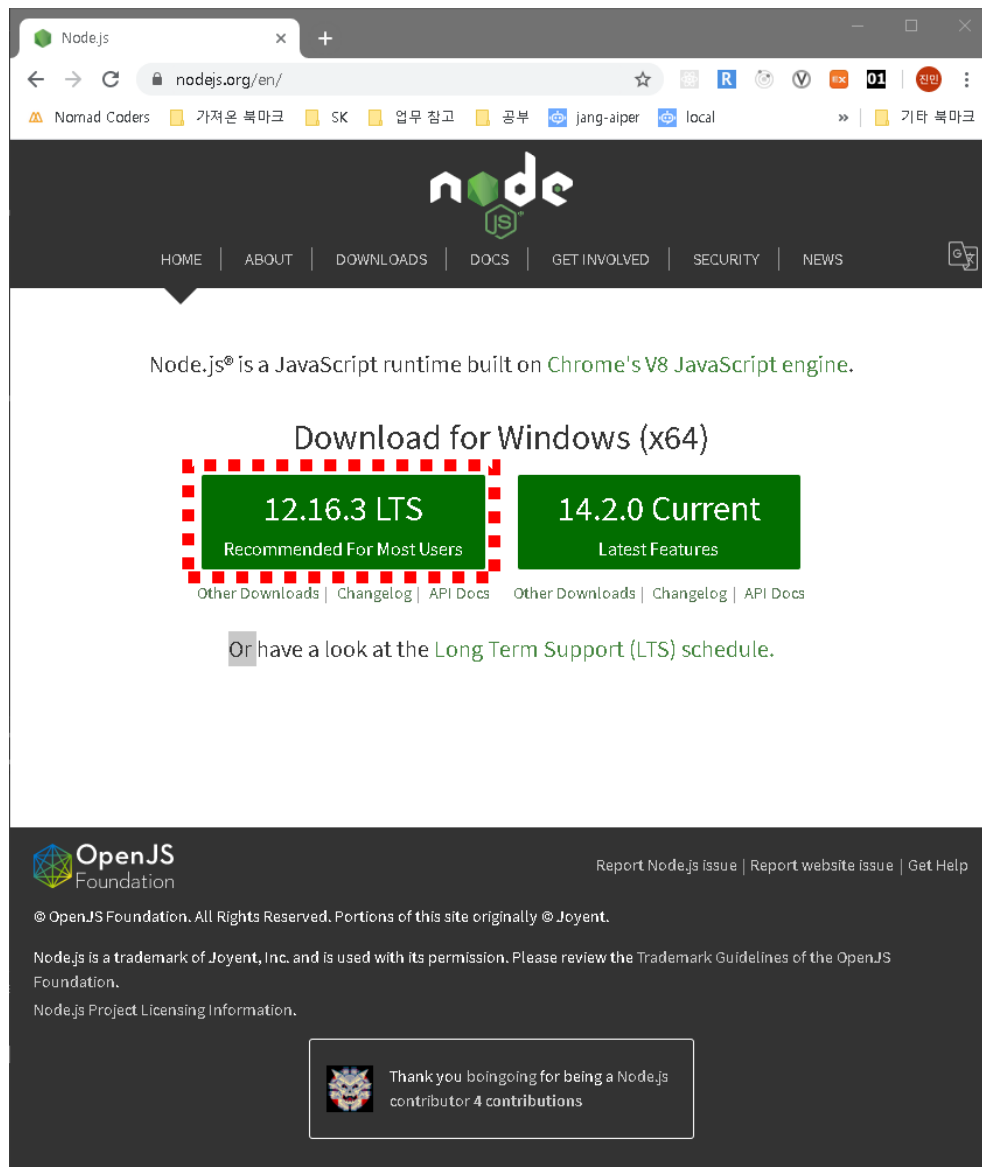 Node.js
nodejs.org/en/
R
EX
01
진민
Nomad Coders 가져온 북마크 SK 업무 참고 공부 jang-aiper local » 기타 북마크
node
JS
HOME | ABOUT | DOWNLOADS | DOCS | GET INVOLVED | SECURITY | NEWS
Node.js® is a JavaScript runtime built on Chrome's V8 JavaScript engine.
Download for Windows (x64)
12.16.3 LTS
Recommended For Most Users
14.2.0 Current
Latest Features
Other Downloads | Changelog | API Docs
Other Downloads | Changelog | API Docs
Or have a look at the Long Term Support (LTS) schedule.
OpenJS
Foundation
Report Node.js issue | Report website issue | Get Help
© OpenJS Foundation. All Rights Reserved. Portions of this site originally © Joyent.
Node.js is a trademark of Joyent, Inc. and is used with its permission. Please review the Trademark Guidelines of the OpenJS
Foundation.
Node.js Project Licensing Information.
Thank you boingoing for being a Node.js
contributor 4 contributions